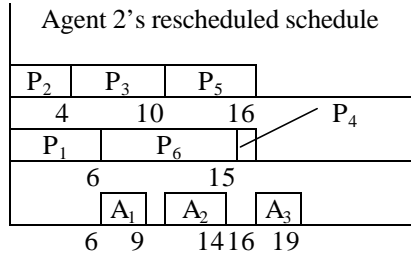 Agent 2's rescheduled schedule
P2 P3 P5
4 10 16 P4
P1 P6
6 15
A1 A2 A3
6 9 14 16 19